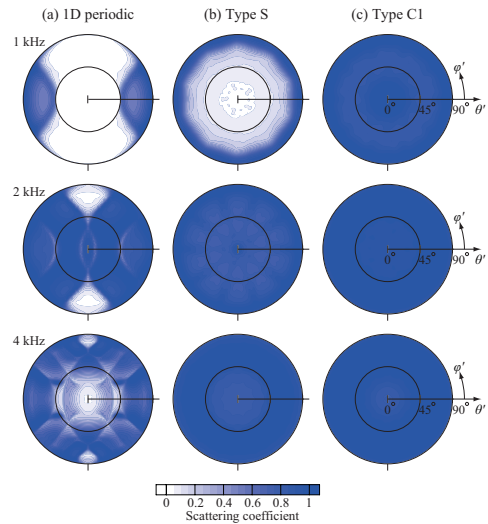 (a) 1D periodic (b) Type S (c) Type C1
1 kHz
φ′
0° 45° 90° θ′
2 kHz
φ′
0° 45° 90° θ′
4 kHz
φ′
0° 45° 90° θ′
0 0.2 0.4 0.6 0.8 1
Scattering coefficient